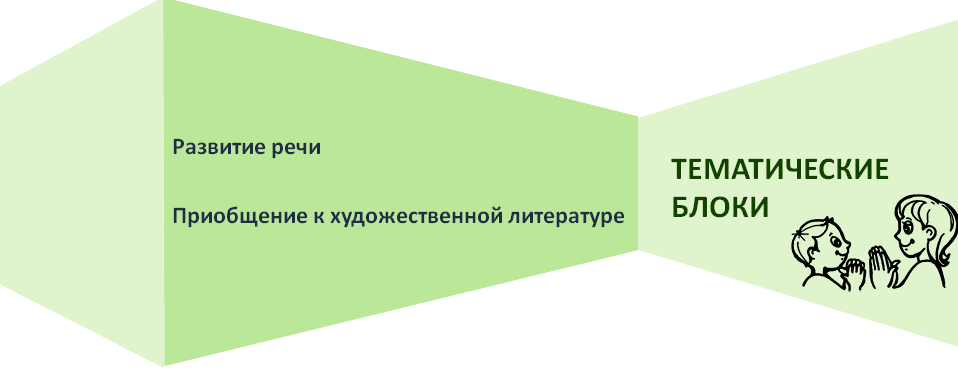 Развитие речи
Приобщение к художественной литературе
ТЕМАТИЧЕСКИЕ
БЛОКИ